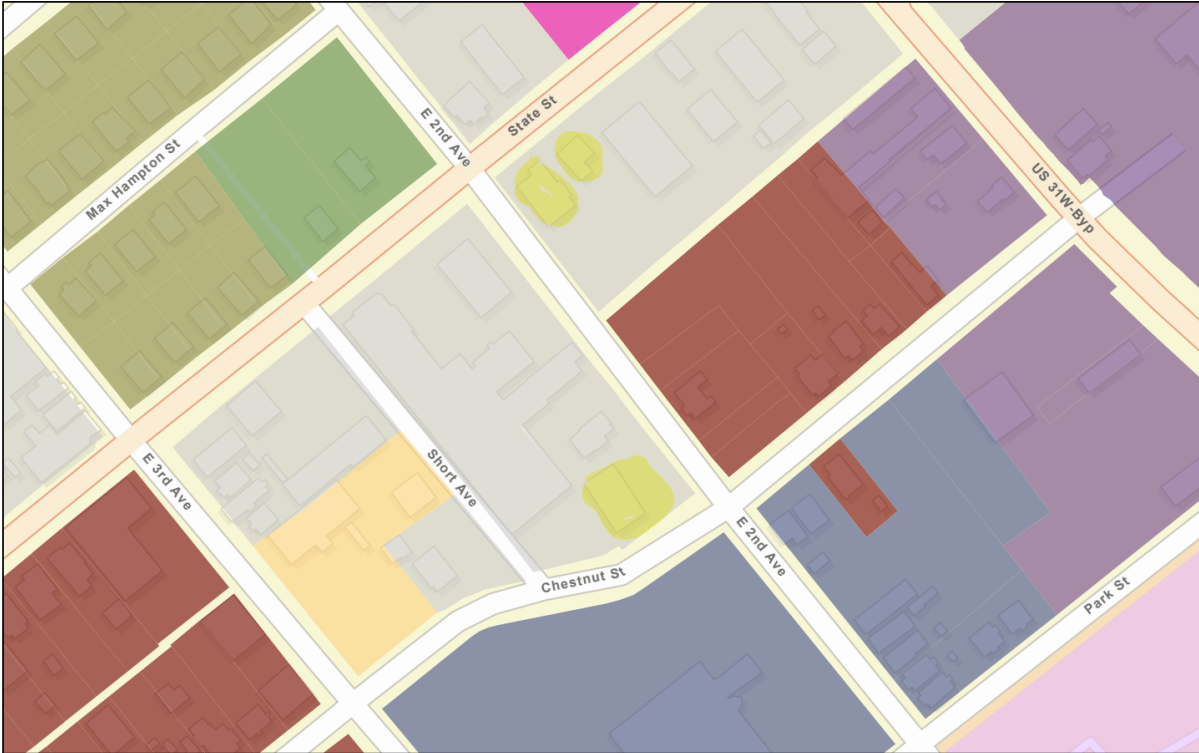 E 2nd Ave
State St
Max Hampton St
US 31W-Byp
Short Ave
E 3rd Ave
E 2nd Ave
Chestnut St
Park St